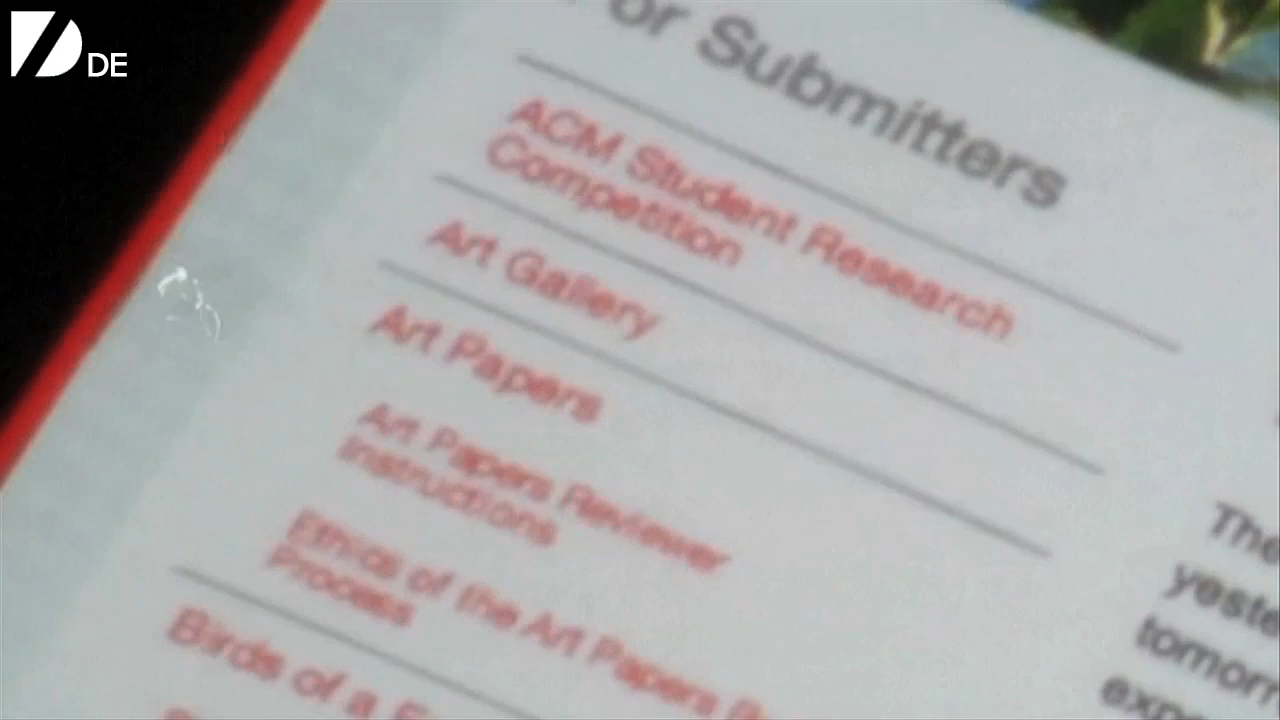 DE
or Submitters
ACM Student Research
Competition
Art Gallery
Art Papers
Art Papers Reviewer
Instructions
Ethics of the Art Papers
Process
Birds of a
The
yeste
tomorr
expe